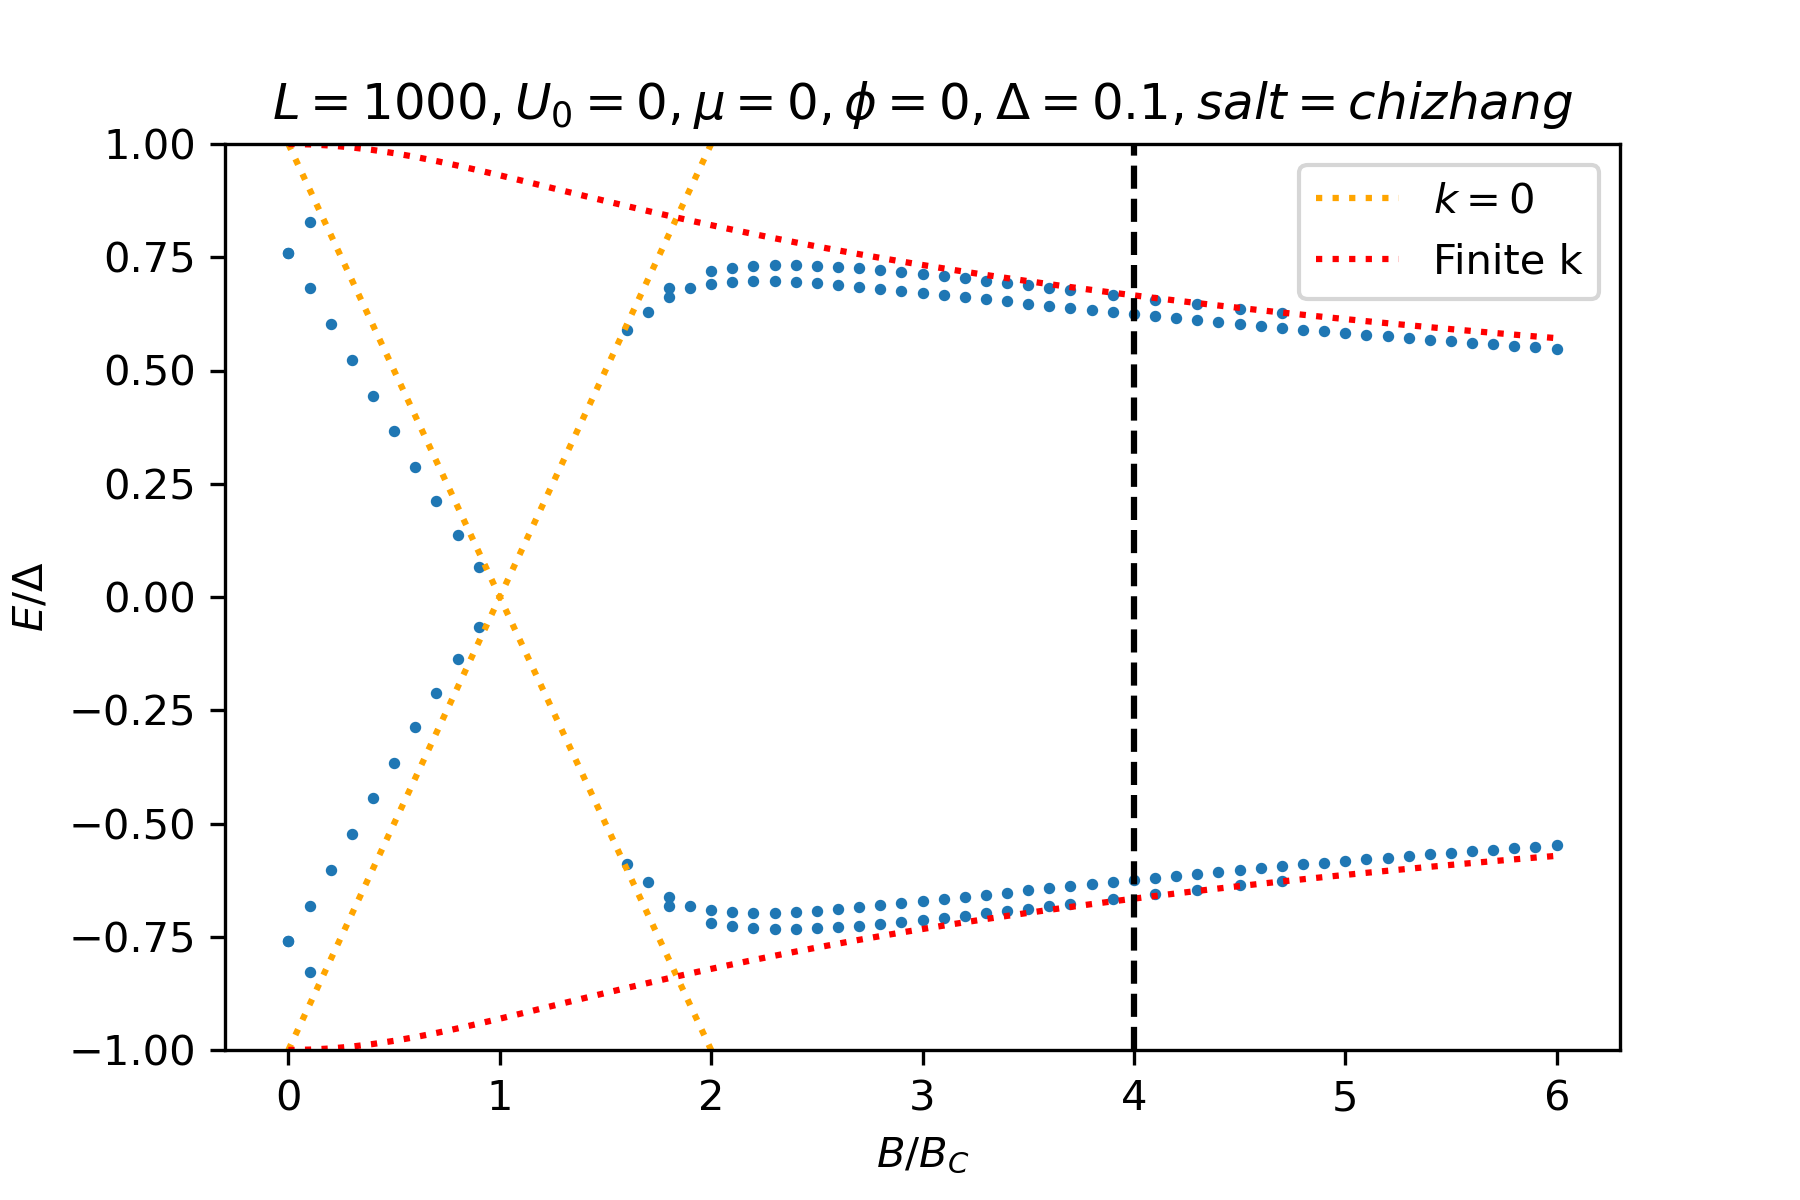 L = 1000, U₀ = 0, μ = 0, ϕ = 0, Δ = 0.1, salt = chizhang
1.00
0.75
0.50
0.25
0.00
−0.25
−0.50
−0.75
−1.00
E/Δ
k = 0
Finite k
0 1 2 3 4 5 6
B/B_C